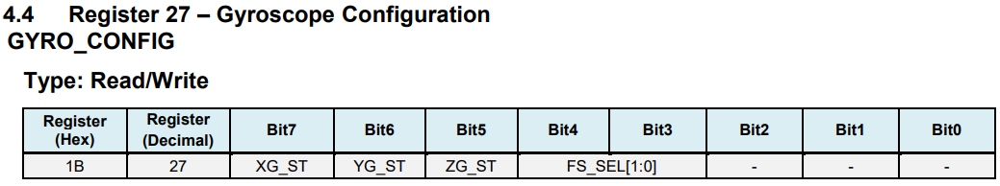 4.4 Register 27 – Gyroscope Configuration
GYRO_CONFIG
Type: Read/Write
Register (Hex) Register (Decimal) Bit7 Bit6 Bit5 Bit4 Bit3 Bit2 Bit1 Bit0
1B 27 XG_ST YG_ST ZG_ST FS_SEL[1:0] - - -